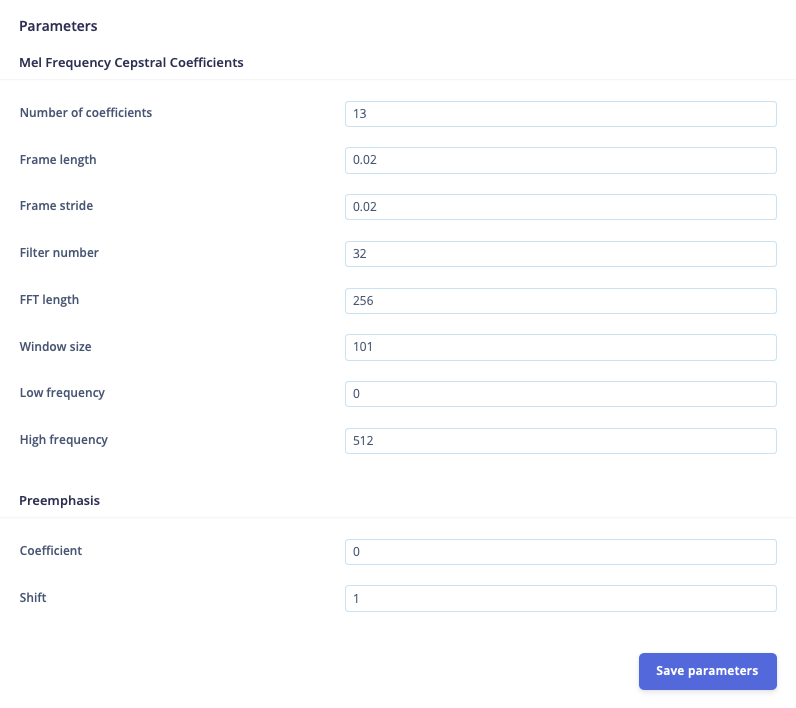 Parameters
Mel Frequency Cepstral Coefficients
Number of coefficients 13
Frame length 0.02
Frame stride 0.02
Filter number 32
FFT length 256
Window size 101
Low frequency 0
High frequency 512
Preemphasis
Coefficient 0
Shift 1
Save parameters